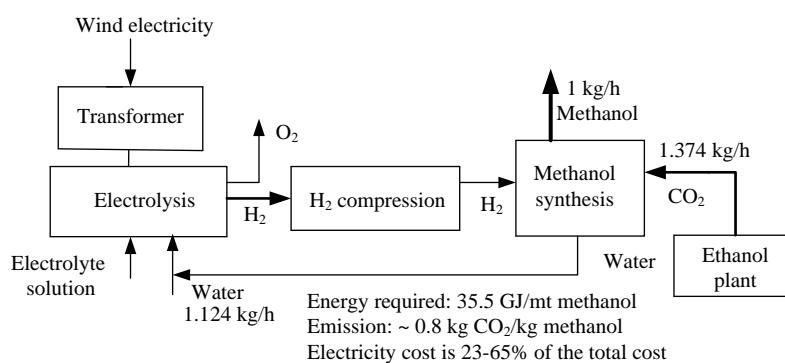 Wind electricity
Transformer
O2
1 kg/h
Methanol
1.374 kg/h
Electrolysis
H2
H2 compression
H2
Methanol
synthesis
CO2
Electrolyte
solution
Water
1.124 kg/h
Water
Ethanol
plant
Energy required: 35.5 GJ/mt methanol
Emission: ~ 0.8 kg CO2/kg methanol
Electricity cost is 23-65% of the total cost